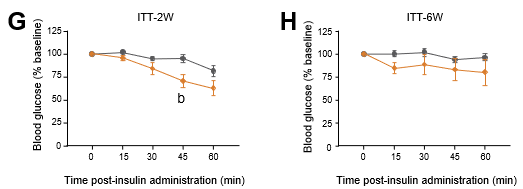 G
ITT-2W
Blood glucose (% baseline)
125
100
75
50
25
0
b
0 15 30 45 60
Time post-insulin administration (min)
H
ITT-6W
Blood glucose (% baseline)
125
100
75
50
25
0
0 15 30 45 60
Time post-insulin administration (min)